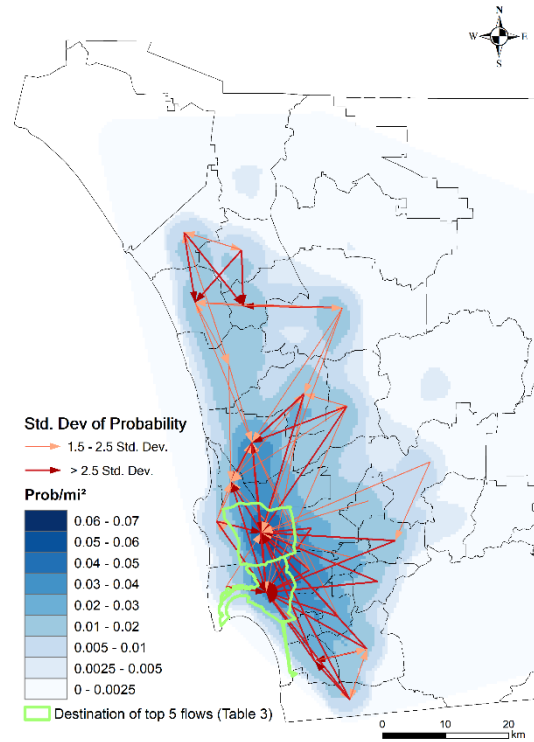 N
W E
S
Std. Dev of Probability
1.5 - 2.5 Std. Dev.
> 2.5 Std. Dev.
Prob/mi²
0.06 - 0.07
0.05 - 0.06
0.04 - 0.05
0.03 - 0.04
0.02 - 0.03
0.01 - 0.02
0.005 - 0.01
0.0025 - 0.005
0 - 0.0025
Destination of top 5 flows (Table 3)
0 10 20
km